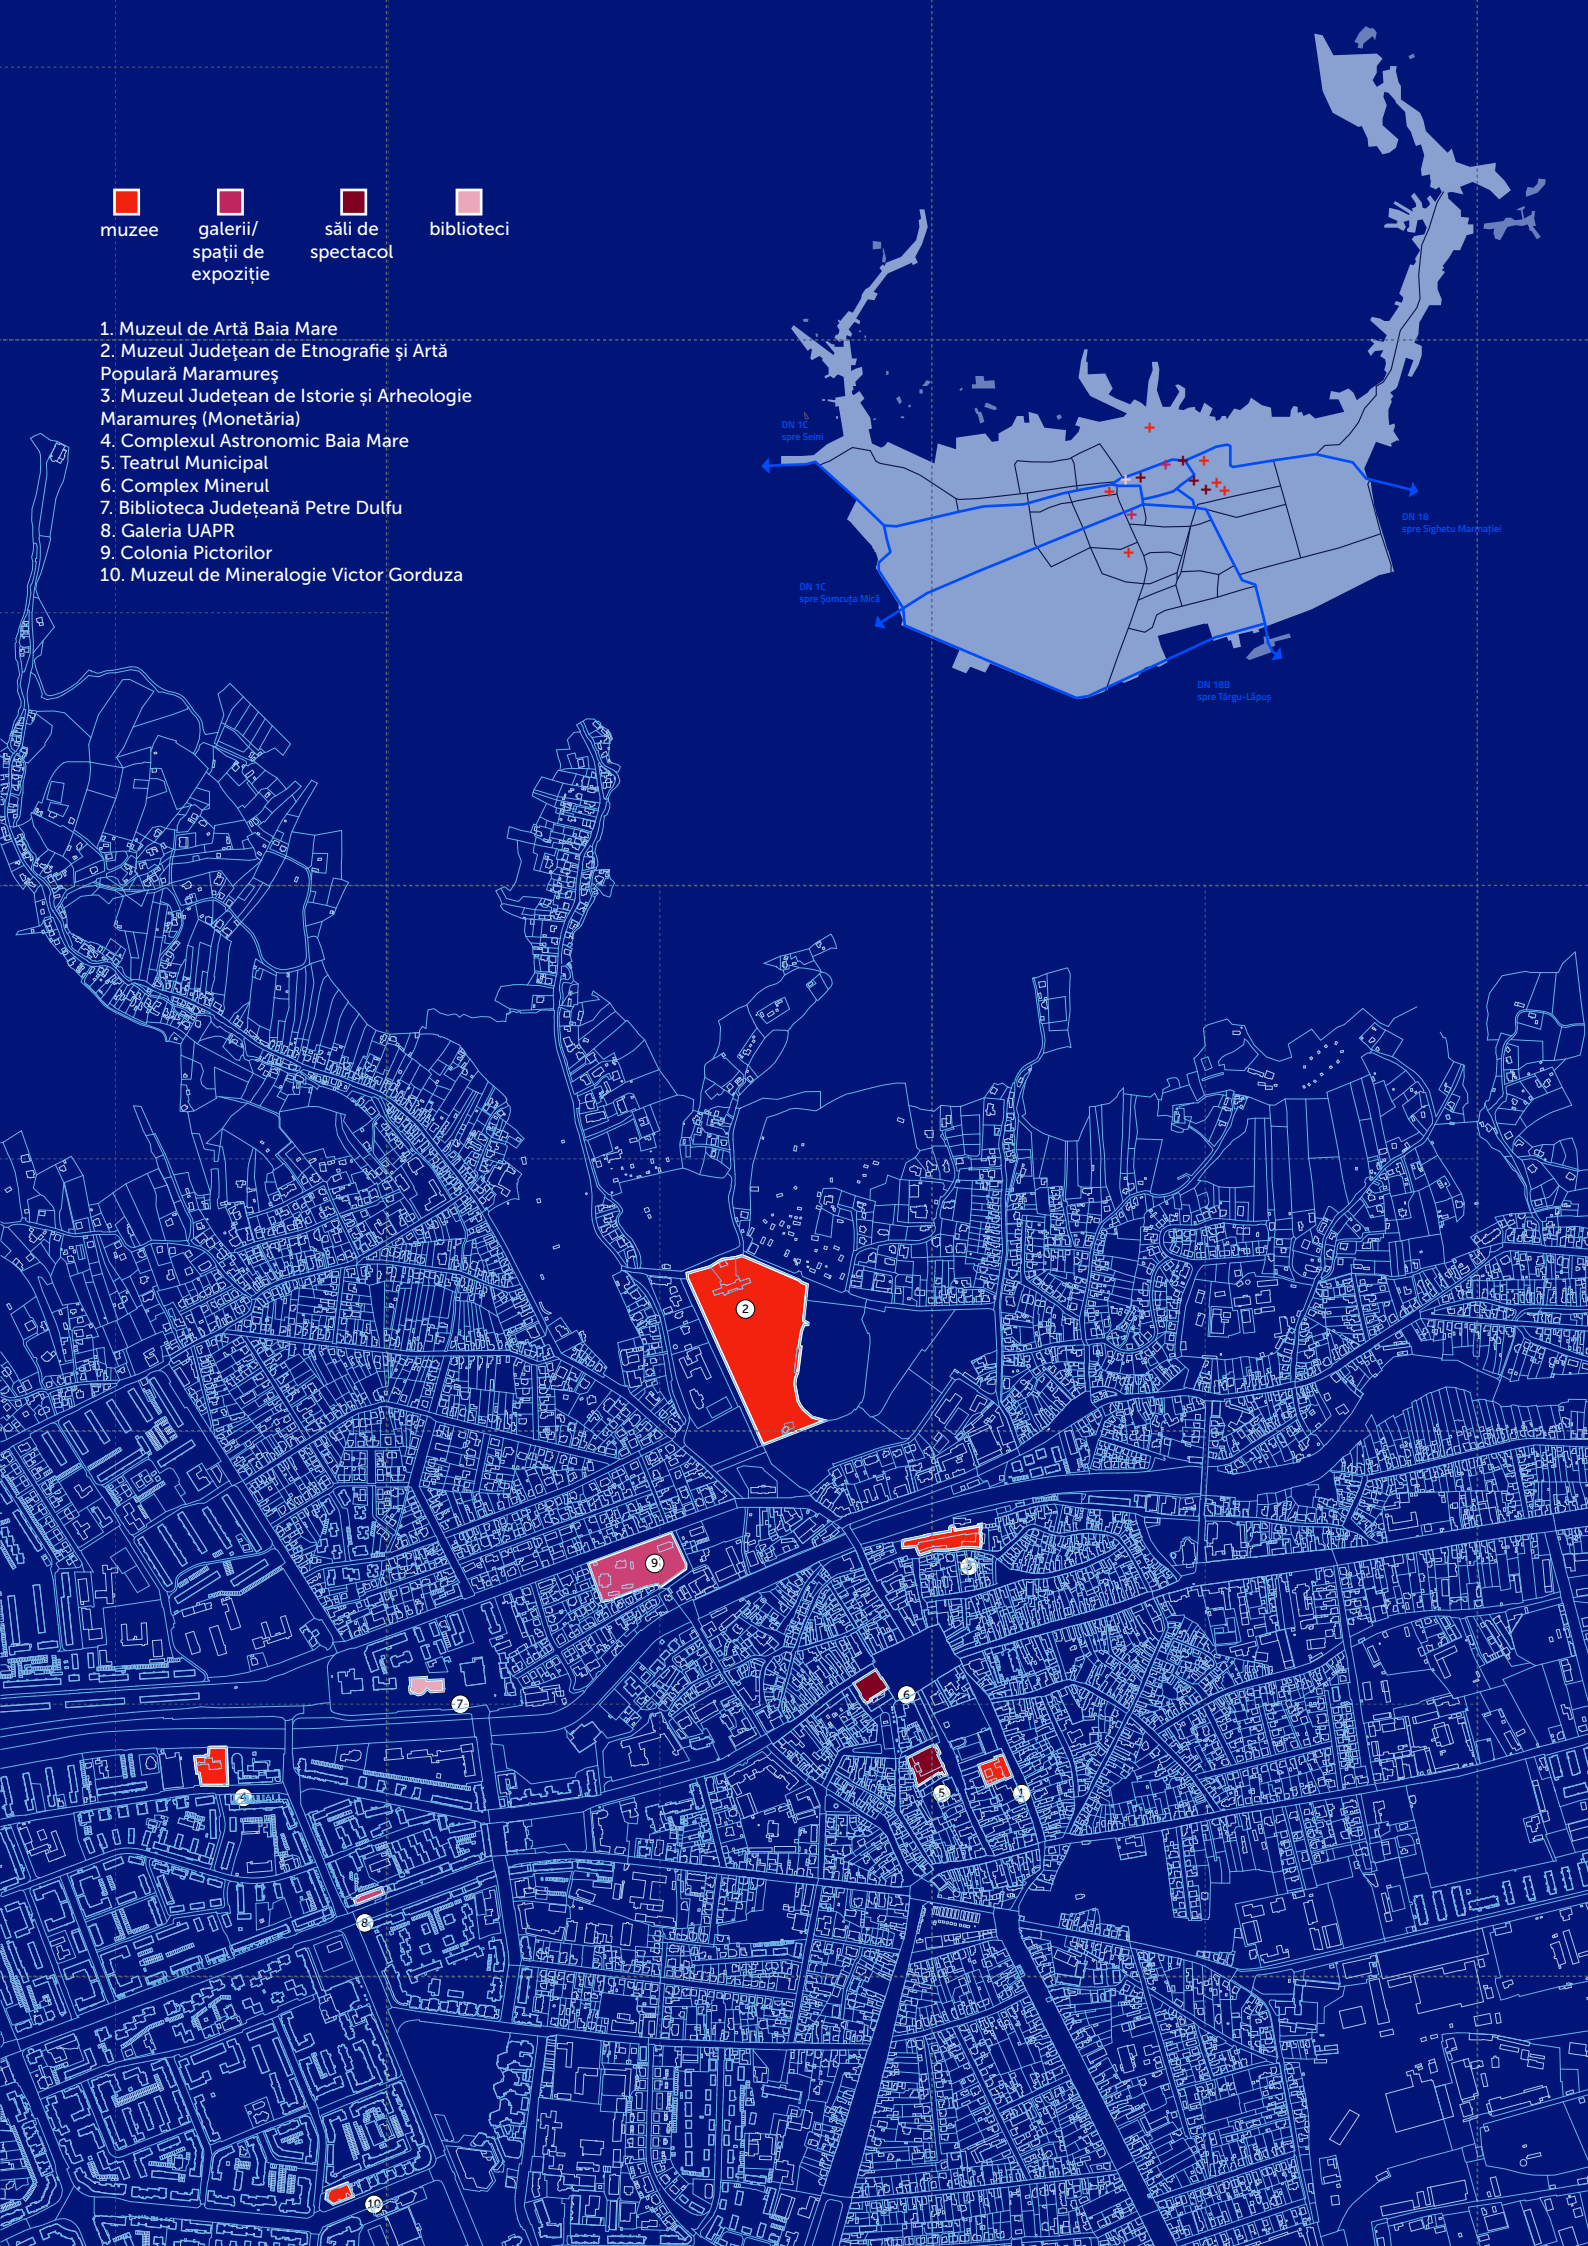 muzee
galerii/
spații de
expoziție
săli de
spectacol
biblioteci
1. Muzeul de Artă Baia Mare
2. Muzeul Judeţean de Etnografie şi Artă
Populară Maramureş
3. Muzeul Județean de Istorie și Arheologie
Maramureș (Monetăria)
4. Complexul Astronomic Baia Mare
5. Teatrul Municipal
6. Complex Minerul
7. Biblioteca Județeană Petre Dulfu
8. Galeria UAPR
9. Colonia Pictorilor
10. Muzeul de Mineralogie Victor Gorduza
DN 1C
spre Seini
DN 1B
spre Sighetu Marmației
DN 1C
spre Șomcuța Mică
DN 18B
spre Târgu-Lăpuș
2
9
3
7
6
4
5
1
8
10